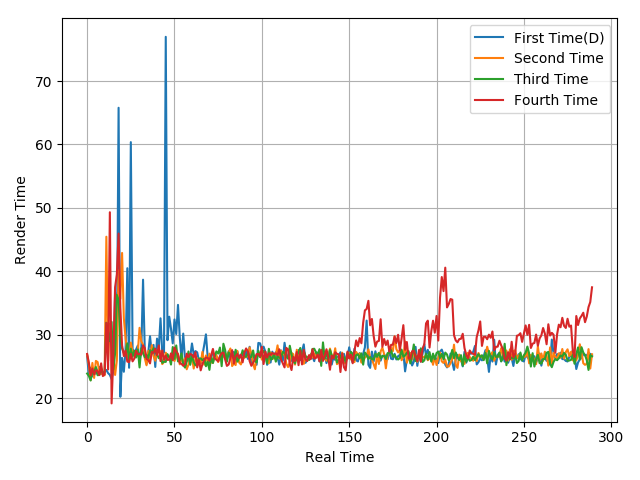 First Time(D)
Second Time
Third Time
Fourth Time
Render Time
70
60
50
40
30
20
0
50
100
150
200
250
300
Real Time